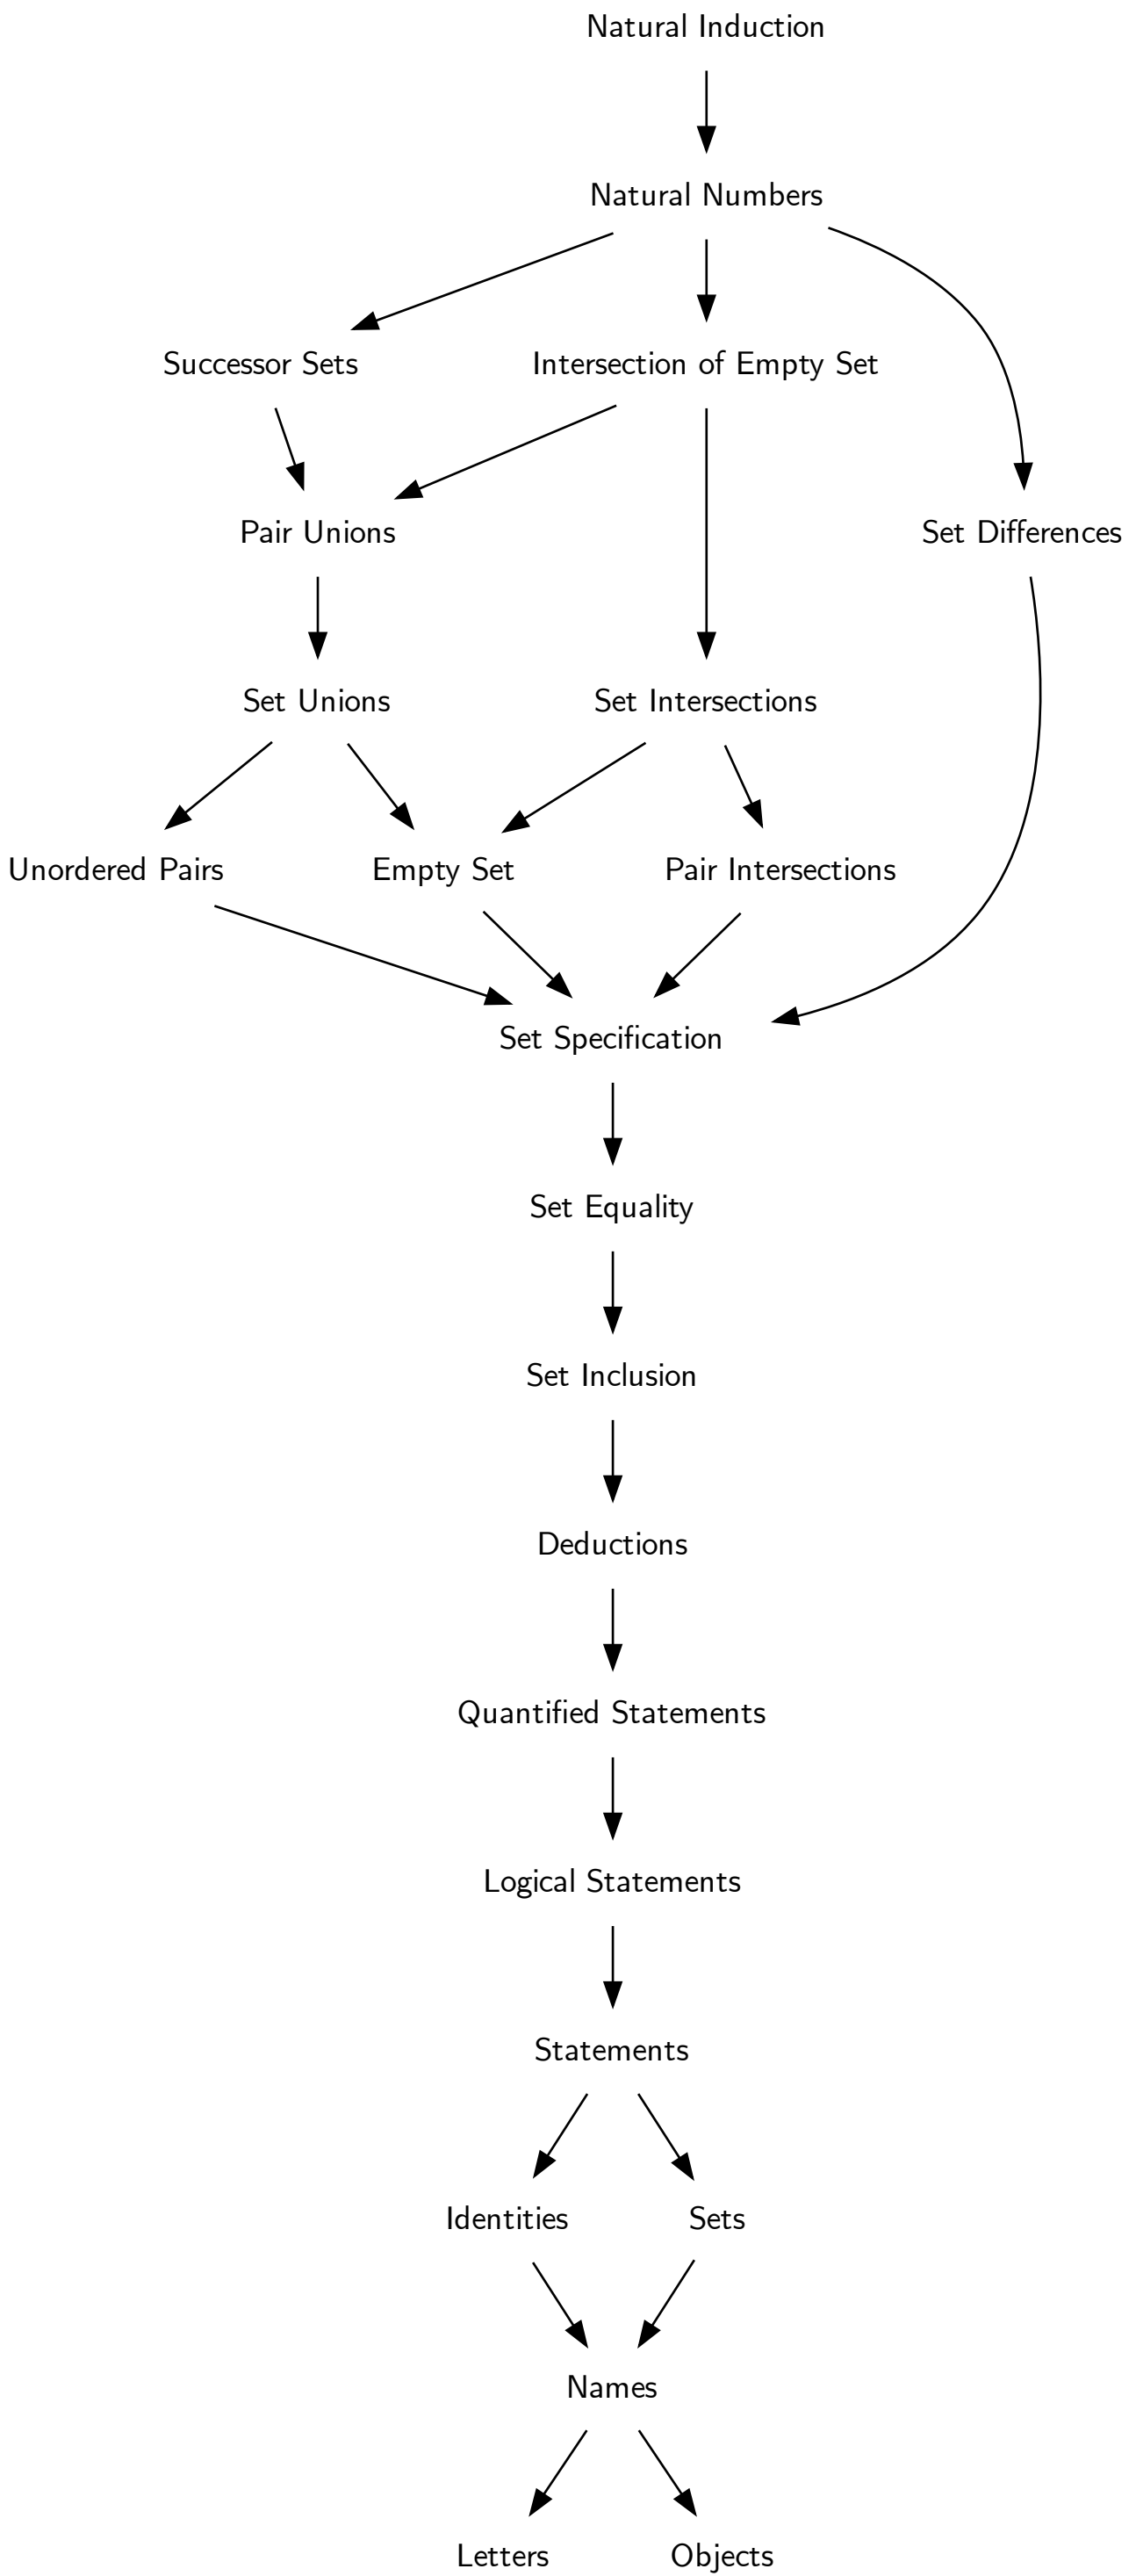 Natural Induction
Natural Numbers
Successor Sets
Intersection of Empty Set
Pair Unions
Set Differences
Set Unions
Set Intersections
Unordered Pairs
Empty Set
Pair Intersections
Set Specification
Set Equality
Set Inclusion
Deductions
Quantified Statements
Logical Statements
Statements
Identities
Sets
Names
Letters
Objects